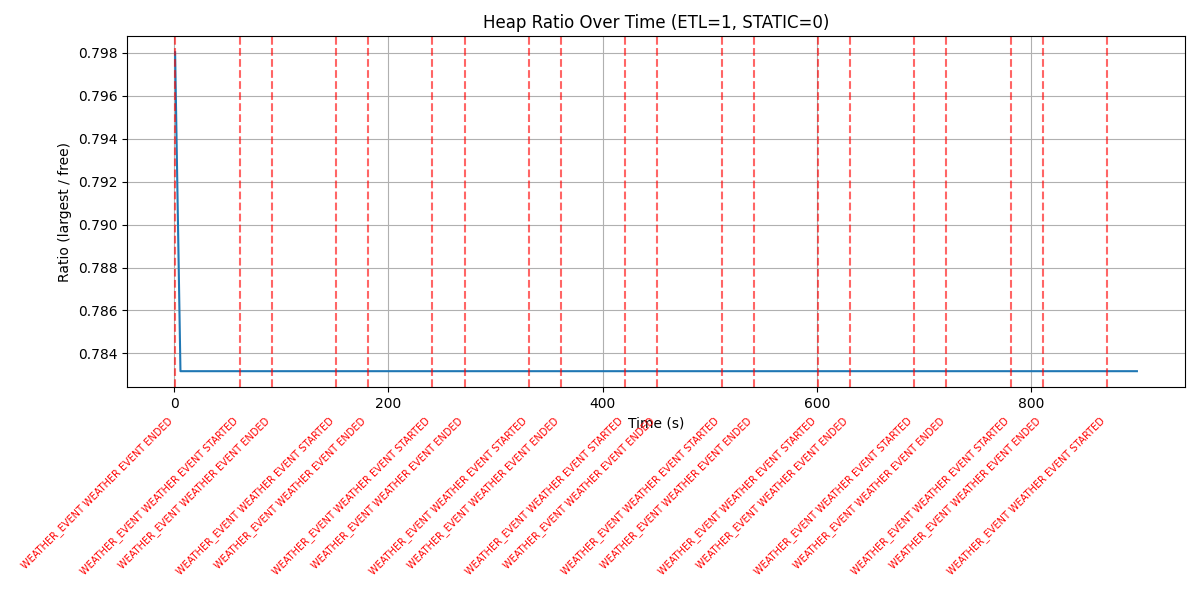 Heap Ratio Over Time (ETL=1, STATIC=0)
Ratio (largest / free)
0.798
0.796
0.794
0.792
0.790
0.788
0.786
0.784
0 200 400 600 800
Time (s)
WEATHER_EVENT WEATHER EVENT ENDED
WEATHER_EVENT WEATHER EVENT STARTED
WEATHER_EVENT WEATHER EVENT ENDED
WEATHER_EVENT WEATHER EVENT STARTED
WEATHER_EVENT WEATHER EVENT ENDED
WEATHER_EVENT WEATHER EVENT STARTED
WEATHER_EVENT WEATHER EVENT ENDED
WEATHER_EVENT WEATHER EVENT STARTED
WEATHER_EVENT WEATHER EVENT ENDED
WEATHER_EVENT WEATHER EVENT STARTED
WEATHER_EVENT WEATHER EVENT ENDED
WEATHER_EVENT WEATHER EVENT STARTED
WEATHER_EVENT WEATHER EVENT ENDED
WEATHER_EVENT WEATHER EVENT STARTED
WEATHER_EVENT WEATHER EVENT ENDED
WEATHER_EVENT WEATHER EVENT STARTED
WEATHER_EVENT WEATHER EVENT ENDED
WEATHER_EVENT WEATHER EVENT STARTED
WEATHER_EVENT WEATHER EVENT ENDED
WEATHER_EVENT WEATHER EVENT STARTED